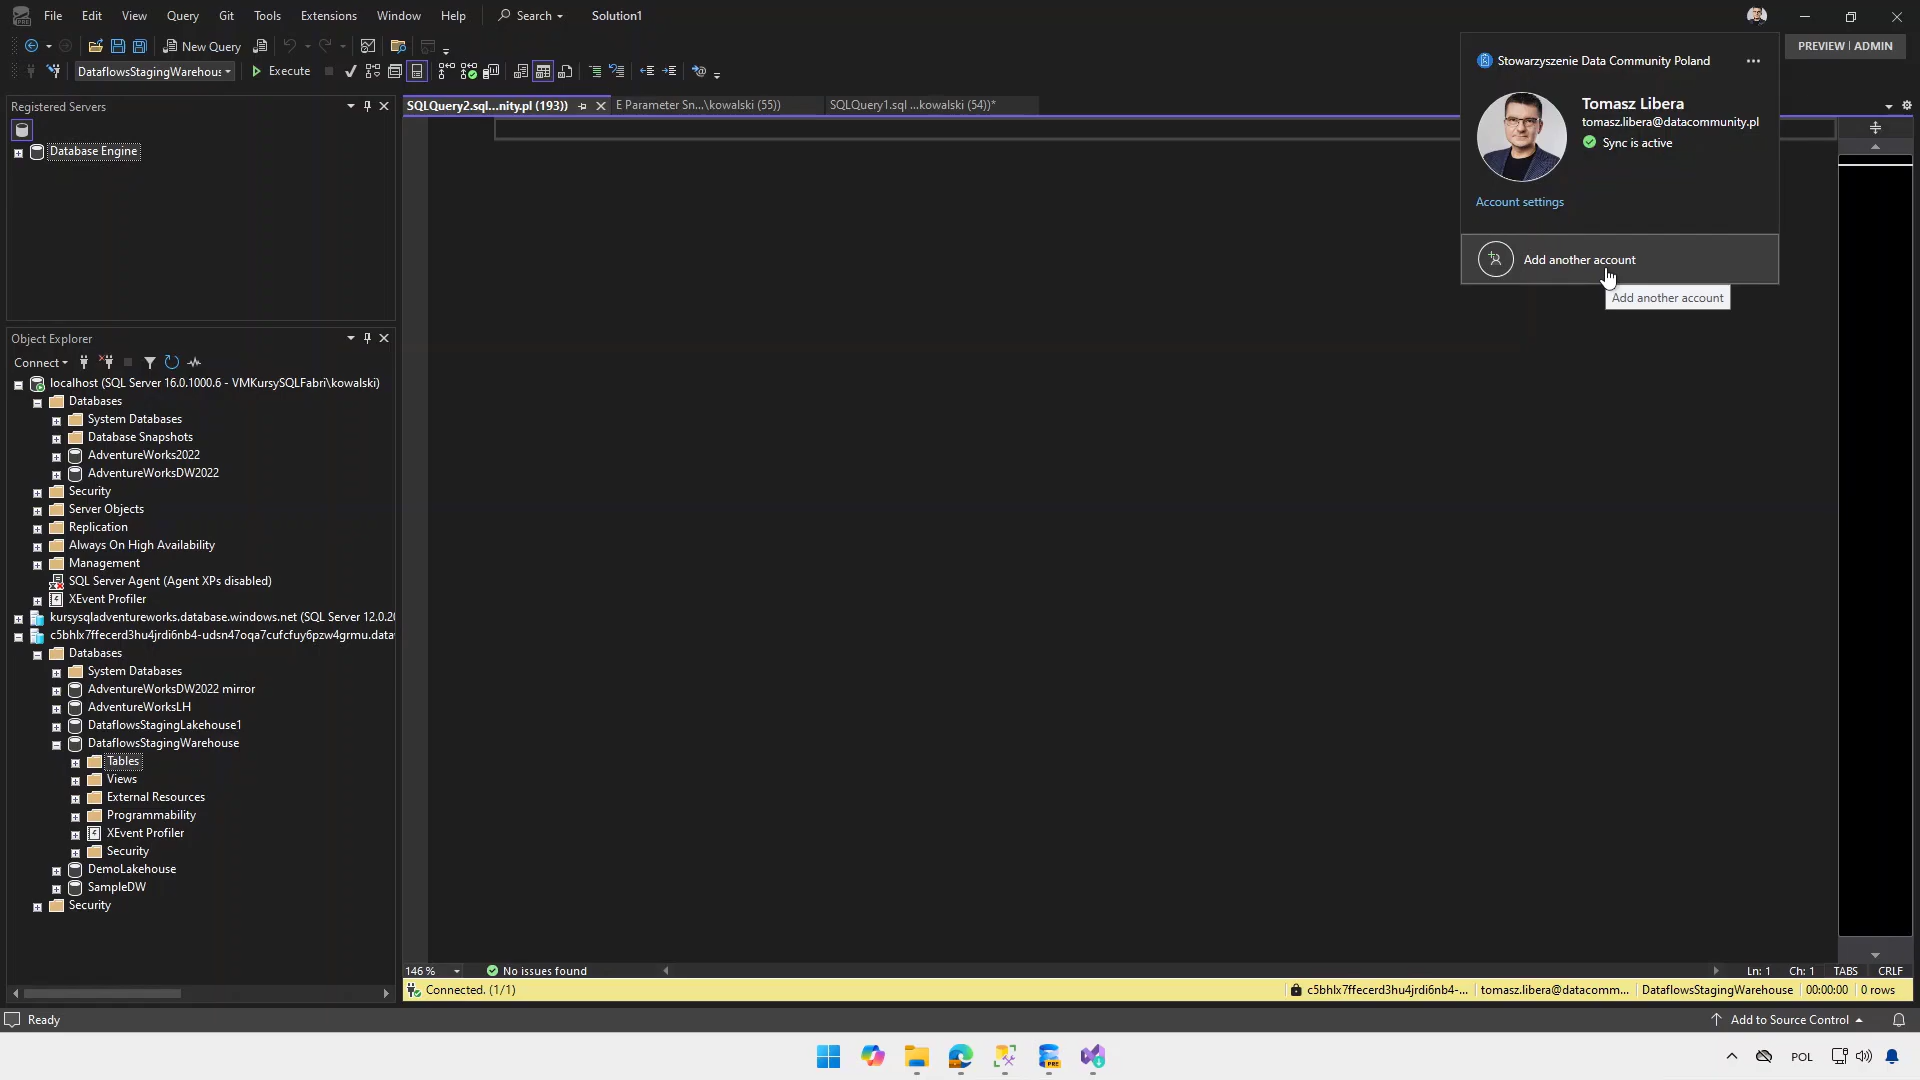 File Edit View Query Git Tools Extensions Window Help Search Solution1
New Query
PREVIEW | ADMIN
DataflowsStagingWarehous Execute
Registered Servers
Database Engine
SQLQuery2.sql...nity.pl (193)) E Parameter Sn...\kowalski (55)) SQLQuery1.sql ...kowalski (54))*
Stowarzyszenie Data Community Poland
Tomasz Libera
tomasz.libera@datacommunity.pl
Sync is active
Account settings
Add another account
Add another account
Object Explorer
Connect
localhost (SQL Server 16.0.1000.6 - VMKursySQLFabri\kowalski)
Databases
System Databases
Database Snapshots
AdventureWorks2022
AdventureWorksDW2022
Security
Server Objects
Replication
Always On High Availability
Management
SQL Server Agent (Agent XPs disabled)
XEvent Profiler
kursysqladventureworks.database.windows.net (SQL Server 12.0.20
c5bhlx7ffecerd3hu4jrdi6nb4-udsn47oqa7cufcfuy6pzw4grmu.data
Databases
System Databases
AdventureWorksDW2022 mirror
AdventureWorksLH
DataflowsStagingLakehouse1
DataflowsStagingWarehouse
Tables
Views
External Resources
Programmability
XEvent Profiler
Security
DemoLakehouse
SampleDW
Security
146 % No issues found Ln: 1 Ch: 1 TABS CRLF
Connected. (1/1) c5bhlx7ffecerd3hu4jrdi6nb4-... tomasz.libera@datacomm... DataflowsStagingWarehouse 00:00:00 0 rows
Ready Add to Source Control
PRE POL